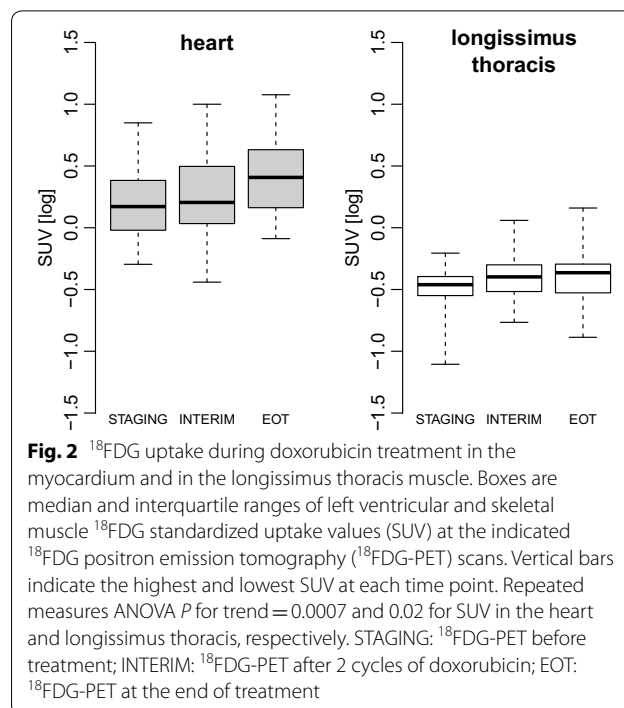 heart
longissimus
thoracis
SUV [log]
1.5
1.0
0.5
0.0
−0.5
−1.0
−1.5
STAGING INTERIM EOT
SUV [log]
1.5
1.0
0.5
0.0
−0.5
−1.0
−1.5
STAGING INTERIM EOT
Fig. 2 ¹⁸FDG uptake during doxorubicin treatment in the
myocardium and in the longissimus thoracis muscle. Boxes are
median and interquartile ranges of left ventricular and skeletal
muscle ¹⁸FDG standardized uptake values (SUV) at the indicated
¹⁸FDG positron emission tomography (¹⁸FDG-PET) scans. Vertical bars
indicate the highest and lowest SUV at each time point. Repeated
measures ANOVA P for trend = 0.0007 and 0.02 for SUV in the heart
and longissimus thoracis, respectively. STAGING: ¹⁸FDG-PET before
treatment; INTERIM: ¹⁸FDG-PET after 2 cycles of doxorubicin; EOT:
¹⁸FDG-PET at the end of treatment